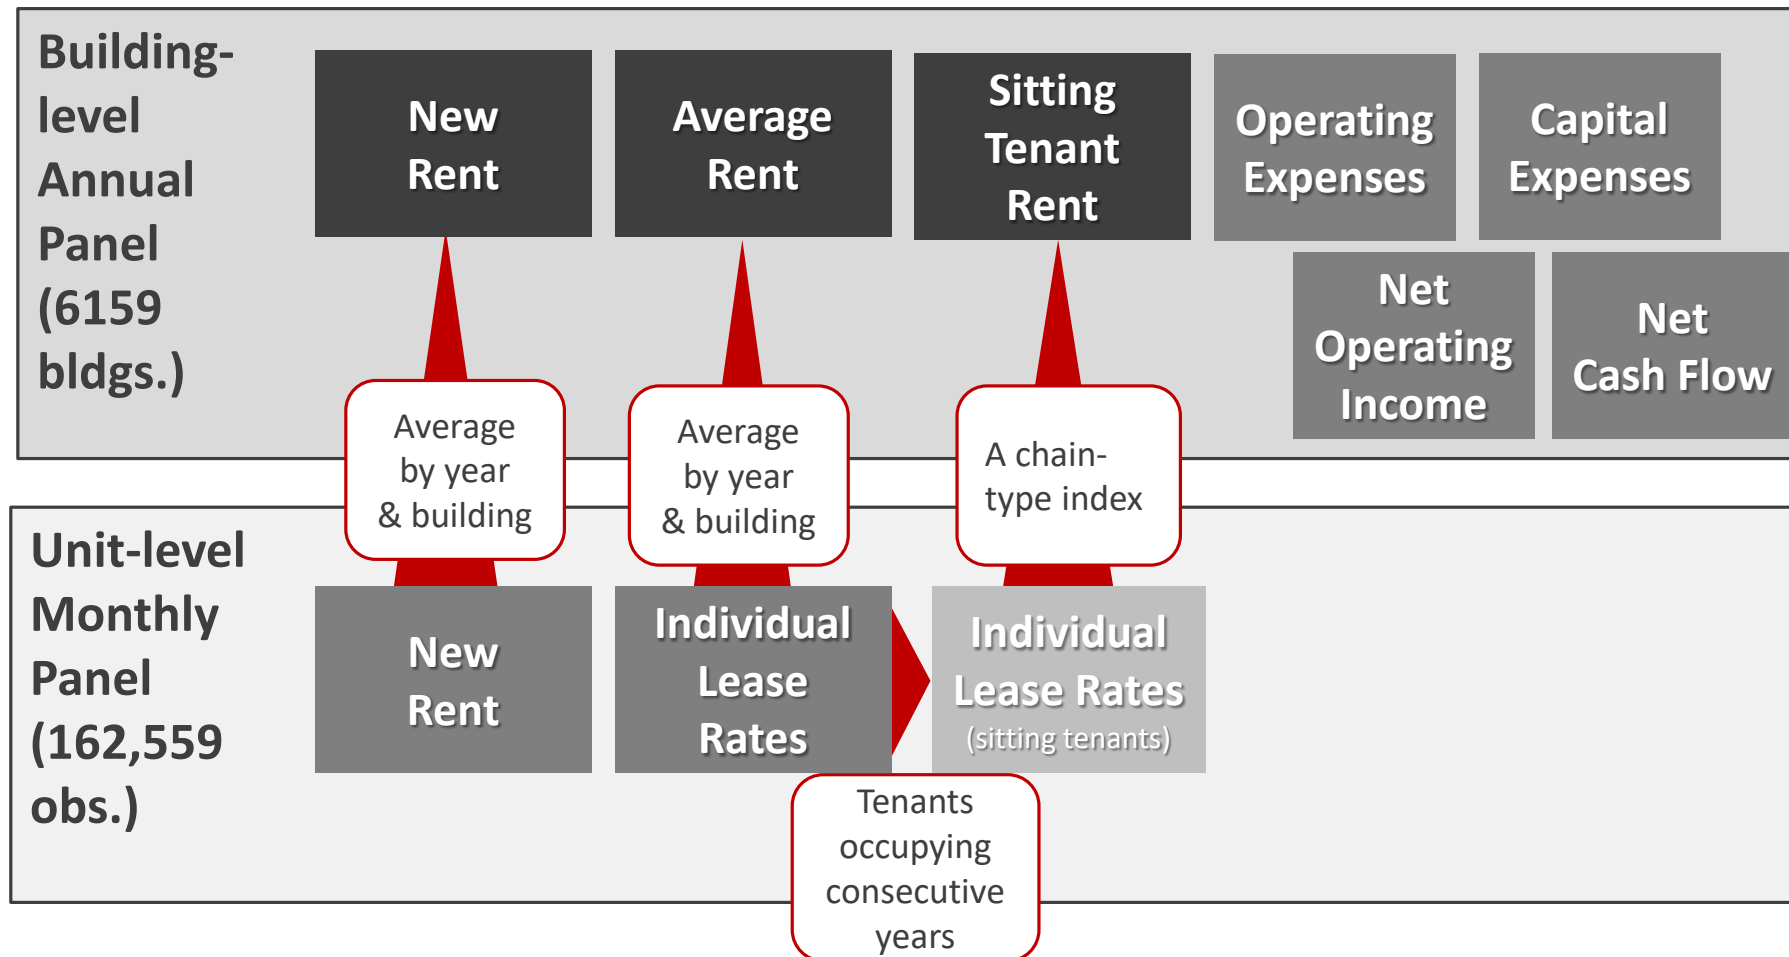 Building-
level
Annual
Panel
(6159
bldgs.)
New
Rent
Average
Rent
Sitting
Tenant
Rent
Operating
Expenses
Capital
Expenses
Net
Operating
Income
Net
Cash Flow
Average
by year
& building
Average
by year
& building
A chain-
type index
Unit-level
Monthly
Panel
(162,559
obs.)
New
Rent
Individual
Lease
Rates
Individual
Lease Rates
(sitting tenants)
Tenants
occupying
consecutive
years